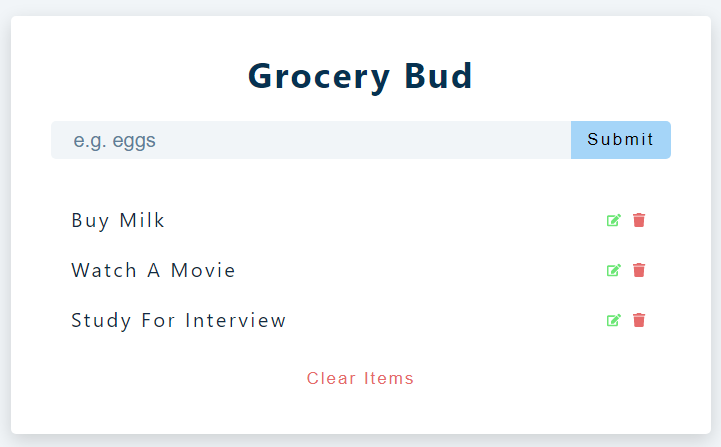 Grocery Bud
e.g. eggs
Submit
Buy Milk
Watch A Movie
Study For Interview
Clear Items